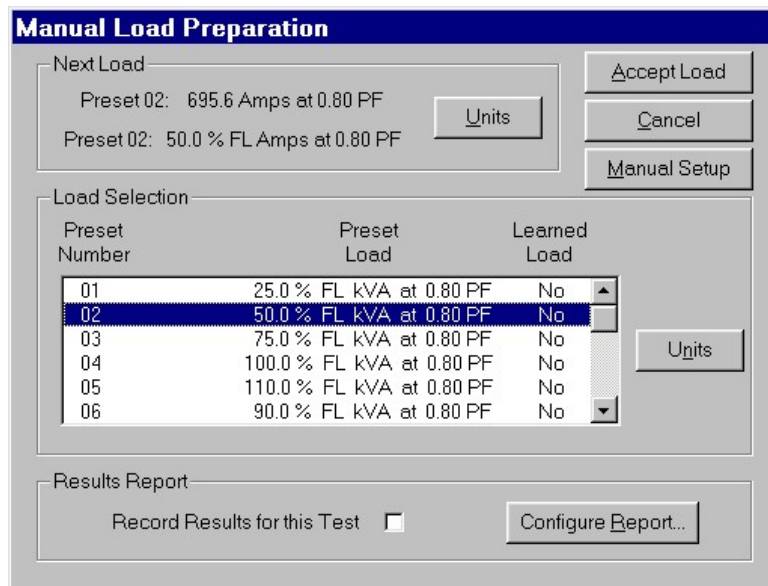 Manual Load Preparation
Next Load
Preset 02: 695.6 Amps at 0.80 PF
Preset 02: 50.0 % FL Amps at 0.80 PF
Units
Accept Load
Cancel
Manual Setup
Load Selection
Preset Number
Preset Load
Learned Load
01 25.0 % FL kVA at 0.80 PF No
02 50.0 % FL kVA at 0.80 PF No
03 75.0 % FL kVA at 0.80 PF No
04 100.0 % FL kVA at 0.80 PF No
05 110.0 % FL kVA at 0.80 PF No
06 90.0 % FL kVA at 0.80 PF No
Units
Results Report
Record Results for this Test
Configure Report...